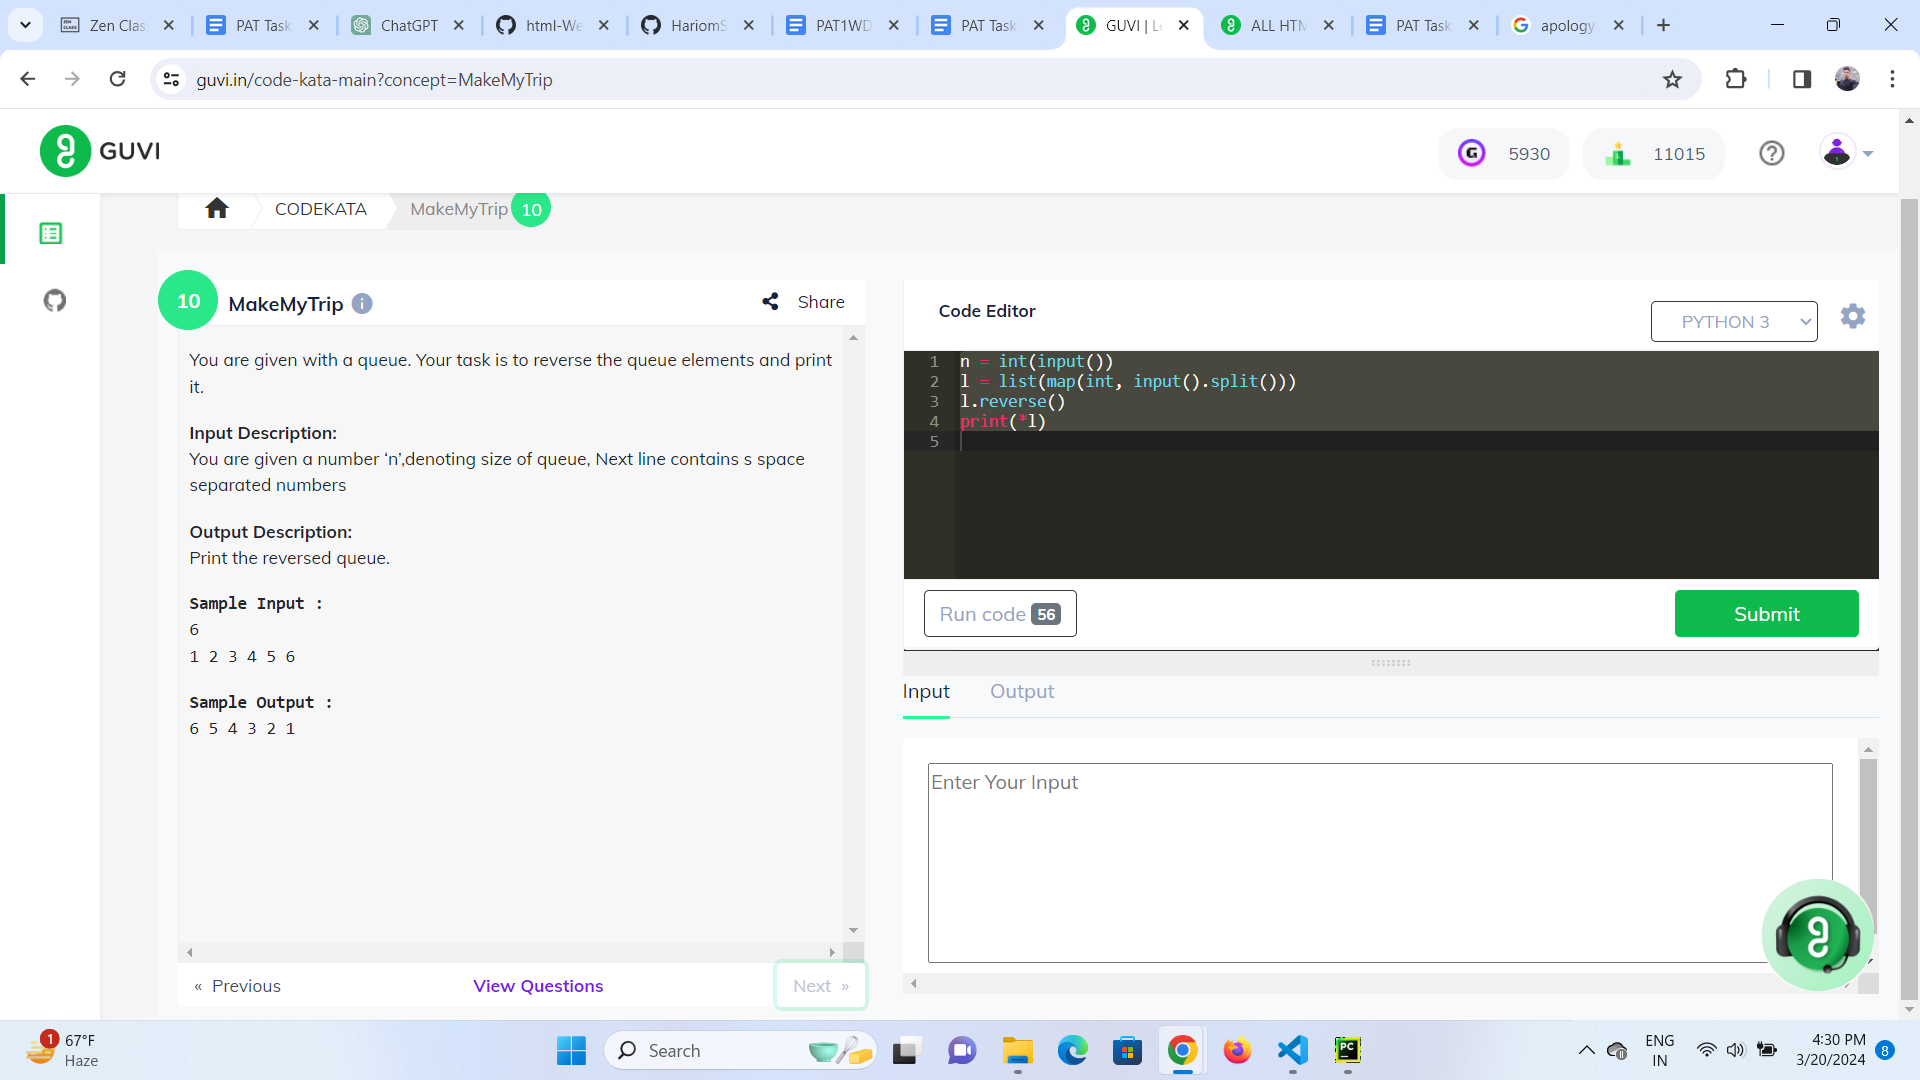 Zen Clas
PAT Task
ChatGPT
html-We
HariomS
PAT1WD
PAT Task
GUVI | Le
ALL HTM
PAT Task
apology
guvi.in/code-kata-main?concept=MakeMyTrip
GUVI
5930
11015
CODEKATA
MakeMyTrip
10
10
MakeMyTrip
Share
You are given with a queue. Your task is to reverse the queue elements and print
it.
Input Description:
You are given a number ‘n’,denoting size of queue, Next line contains s space
separated numbers
Output Description:
Print the reversed queue.
Sample Input :
6
1 2 3 4 5 6
Sample Output :
6 5 4 3 2 1
« Previous
View Questions
Next »
Code Editor
PYTHON 3
1 n = int(input())
2 l = list(map(int, input().split()))
3 l.reverse()
4 print(*l)
5
Run code 56
Submit
Input
Output
Enter Your Input
1
67°F
Haze
Search
PC
ENG
IN
4:30 PM
3/20/2024
8